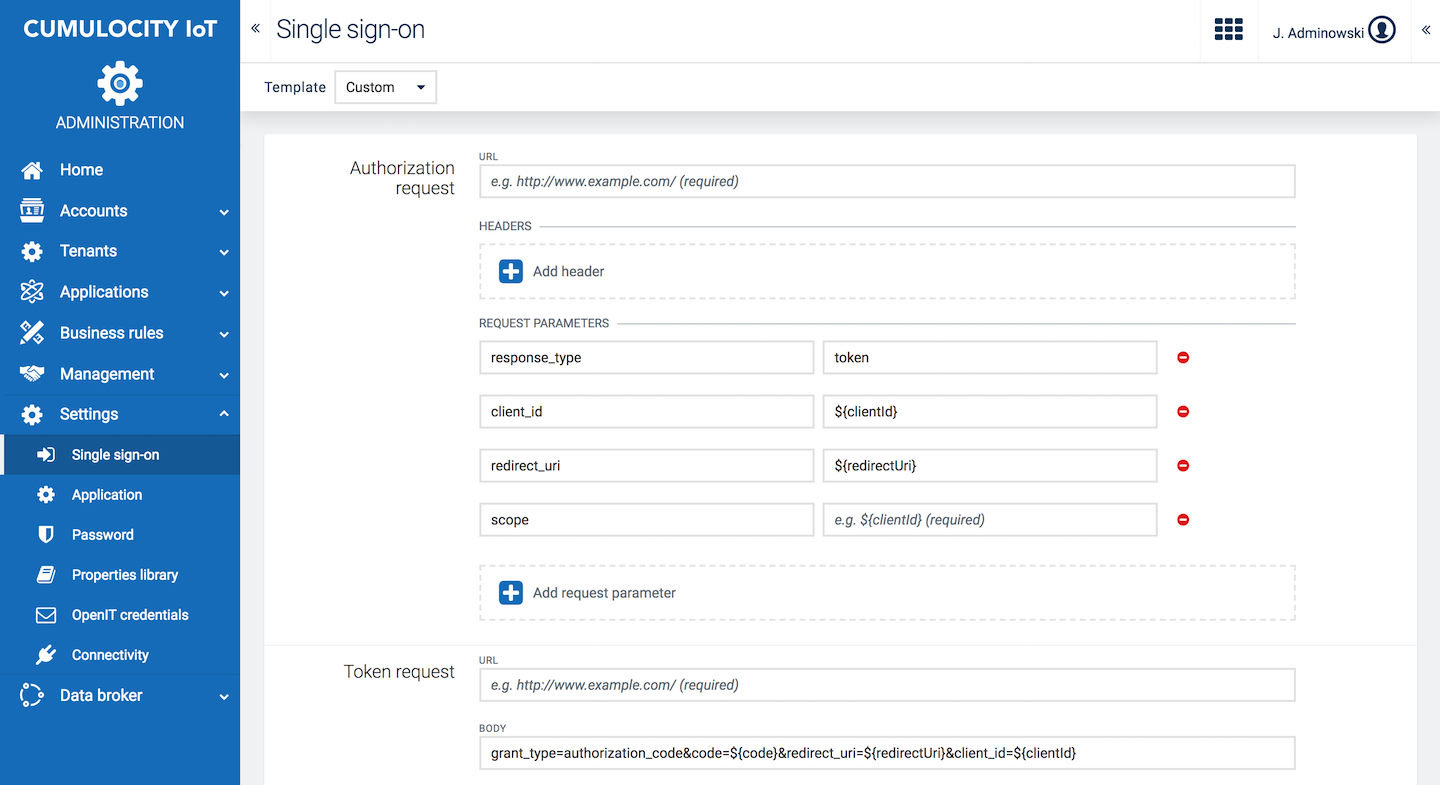 CUMULOCITY IoT
ADMINISTRATION
Home
Accounts
Tenants
Applications
Business rules
Management
Settings
Single sign-on
Application
Password
Properties library
OpenIT credentials
Connectivity
Data broker
Single sign-on
J. Adminowski
Template
Custom
Authorization
request
URL
e.g. http://www.example.com/ (required)
HEADERS
Add header
REQUEST PARAMETERS
response_type token
client_id ${clientId}
redirect_uri ${redirectUri}
scope e.g. ${clientId} (required)
Add request parameter
Token request
URL
e.g. http://www.example.com/ (required)
BODY
grant_type=authorization_code&code=${code}&redirect_uri=${redirectUri}&client_id=${clientId}